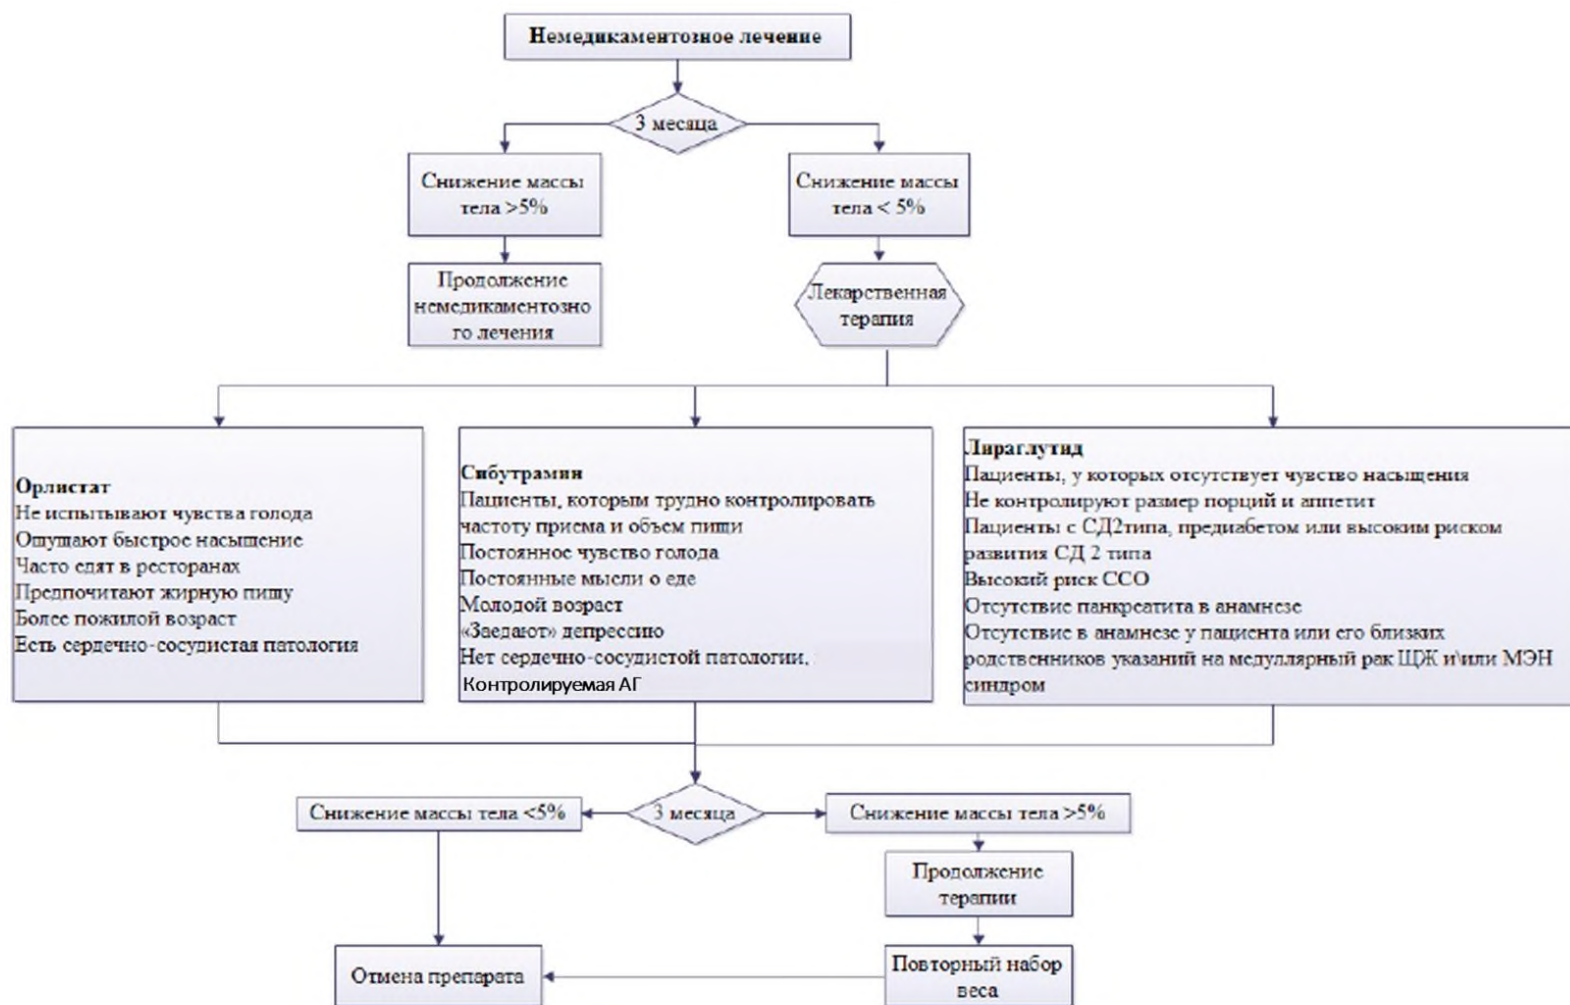 Немедикаментозное лечение
3 месяца
Снижение массы
тела >5%
Снижение массы
тела < 5%
Продолжение
немедикаментозно
го лечения
Лекарственная
терапия
Орлистат
Не испытывают чувства голода
Ощущают быстрое насыщение
Часто едят в ресторанах
Предпочитают жирную пищу
Более пожилой возраст
Есть сердечно-сосудистая патология
Сибутрамин
Пациенты, которым трудно контролировать
частоту приема и объем пищи
Постоянное чувство голода
Постоянные мысли о еде
Молодой возраст
«Заедают» депрессию
Нет сердечно-сосудистой патологии.
Контролируемая АГ
Лираглутид
Пациенты, у которых отсутствует чувство насыщения
Не контролируют размер порций и аппетит
Пациенты с СД2типа, предиабетом или высоким риском
развития СД 2 типа
Высокий риск ССО
Отсутствие панкреатита в анамнезе
Отсутствие в анамнезе у пациента или его близких
родственников указаний на медуллярный рак ЩЖ и\или МЭН
синдром
Снижение массы тела <5%
3 месяца
Снижение массы тела >5%
Продолжение
терапии
Отмена препарата
Повторный набор
веса